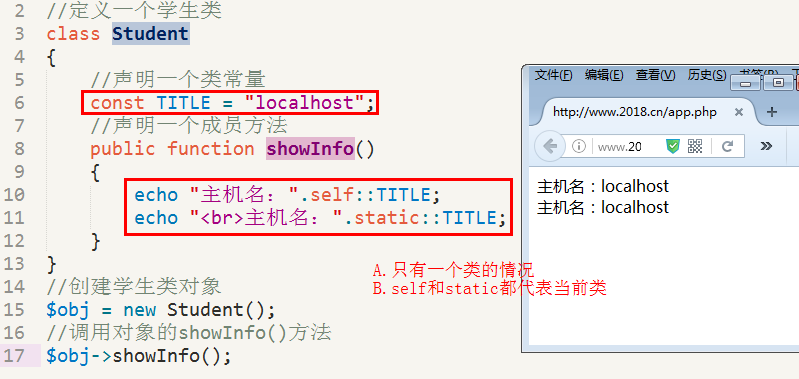 2 //定义一个学生类
3 class Student
4 {
5 //声明一个类常量
6 const TITLE = "localhost";
7 //声明一个成员方法
8 public function showInfo()
9 {
10 echo "主机名：".self::TITLE;
11 echo "<br>主机名：".static::TITLE;
12 }
13 }
14 //创建学生类对象
15 $obj = new Student();
16 //调用对象的showInfo()方法
17 $obj->showInfo();
A.只有一个类的情况
B.self和static都代表当前类
文件(F) 编辑(E) 查看(V) 历史(S)
http://www.2018.cn/app.php
www.20
主机名：localhost
主机名：localhost